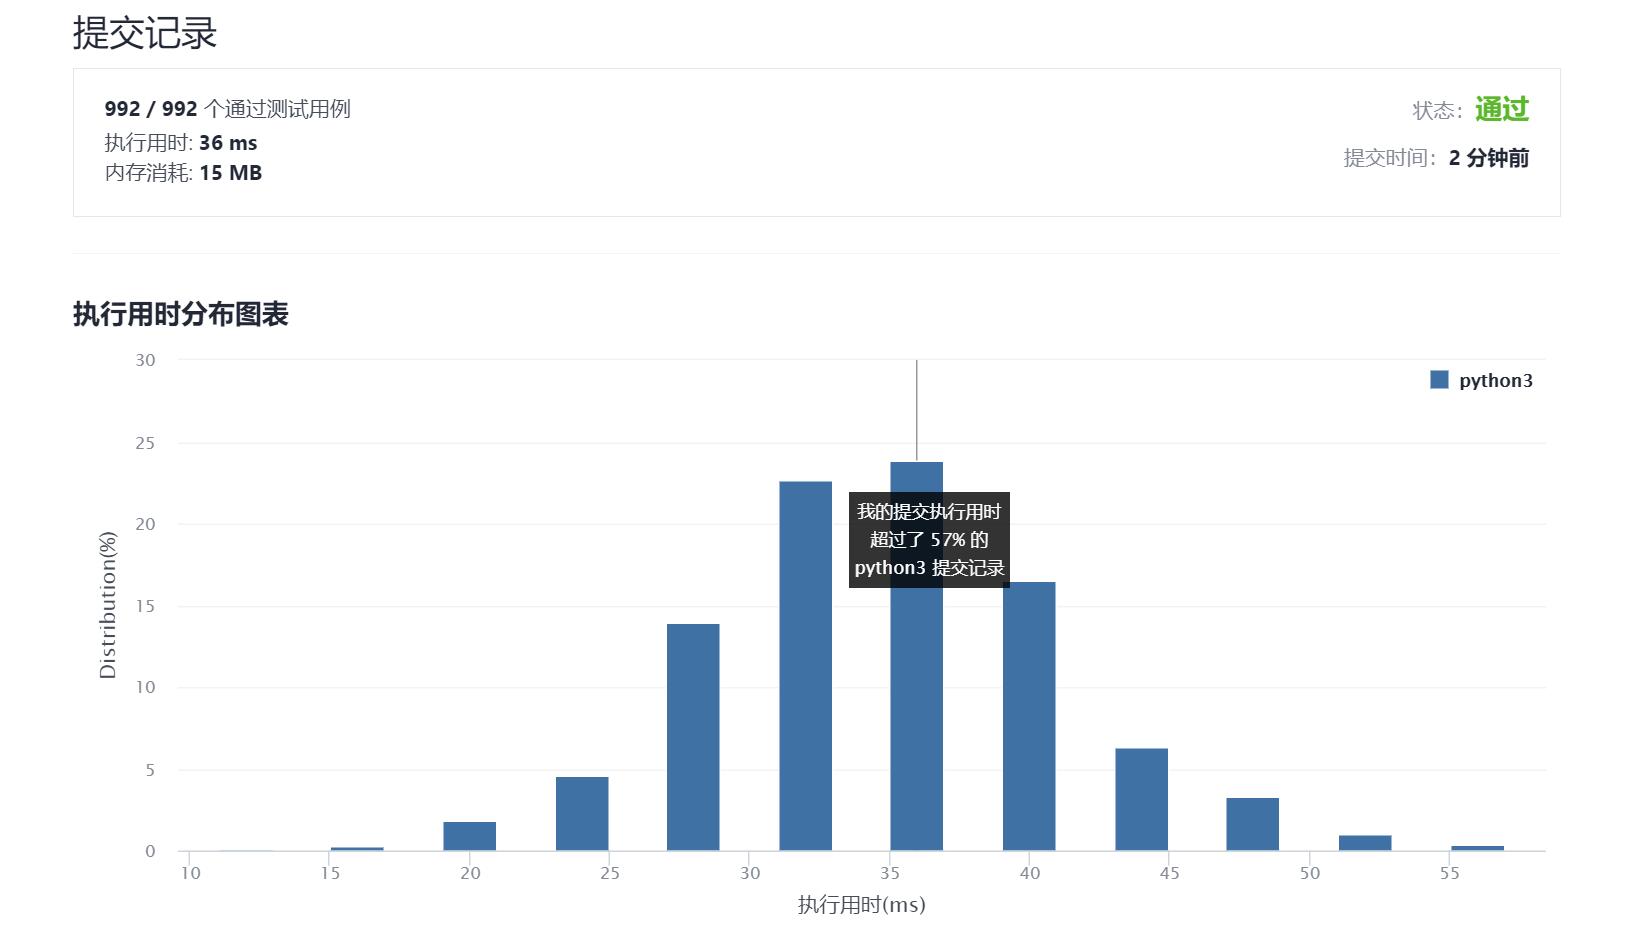 提交记录
992 / 992 个通过测试用例
状态：通过
执行用时: 36 ms
提交时间：2 分钟前
内存消耗: 15 MB
执行用时分布图表
30
python3
25
我的提交执行用时
超过了 57% 的
python3 提交记录
20
15
10
5
0
Distribution(%)
10 15 20 25 30 35 40 45 50 55
执行用时(ms)